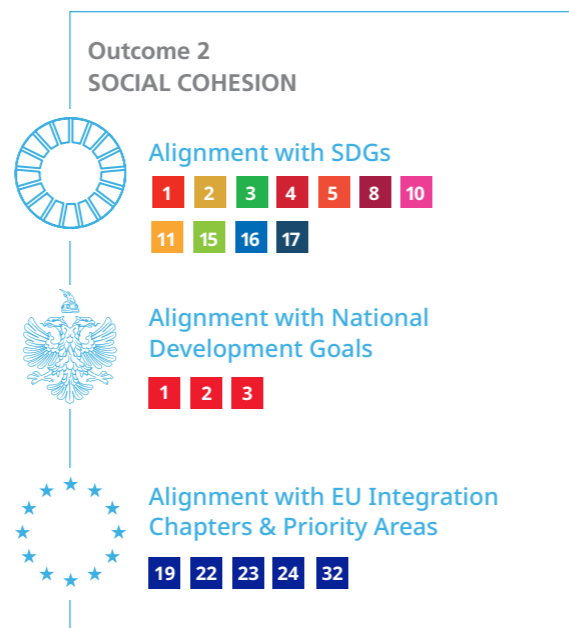 Outcome 2
SOCIAL COHESION
Alignment with SDGs
1 2 3 4 5 8 10
11 15 16 17
Alignment with National
Development Goals
1 2 3
Alignment with EU Integration
Chapters & Priority Areas
19 22 23 24 32